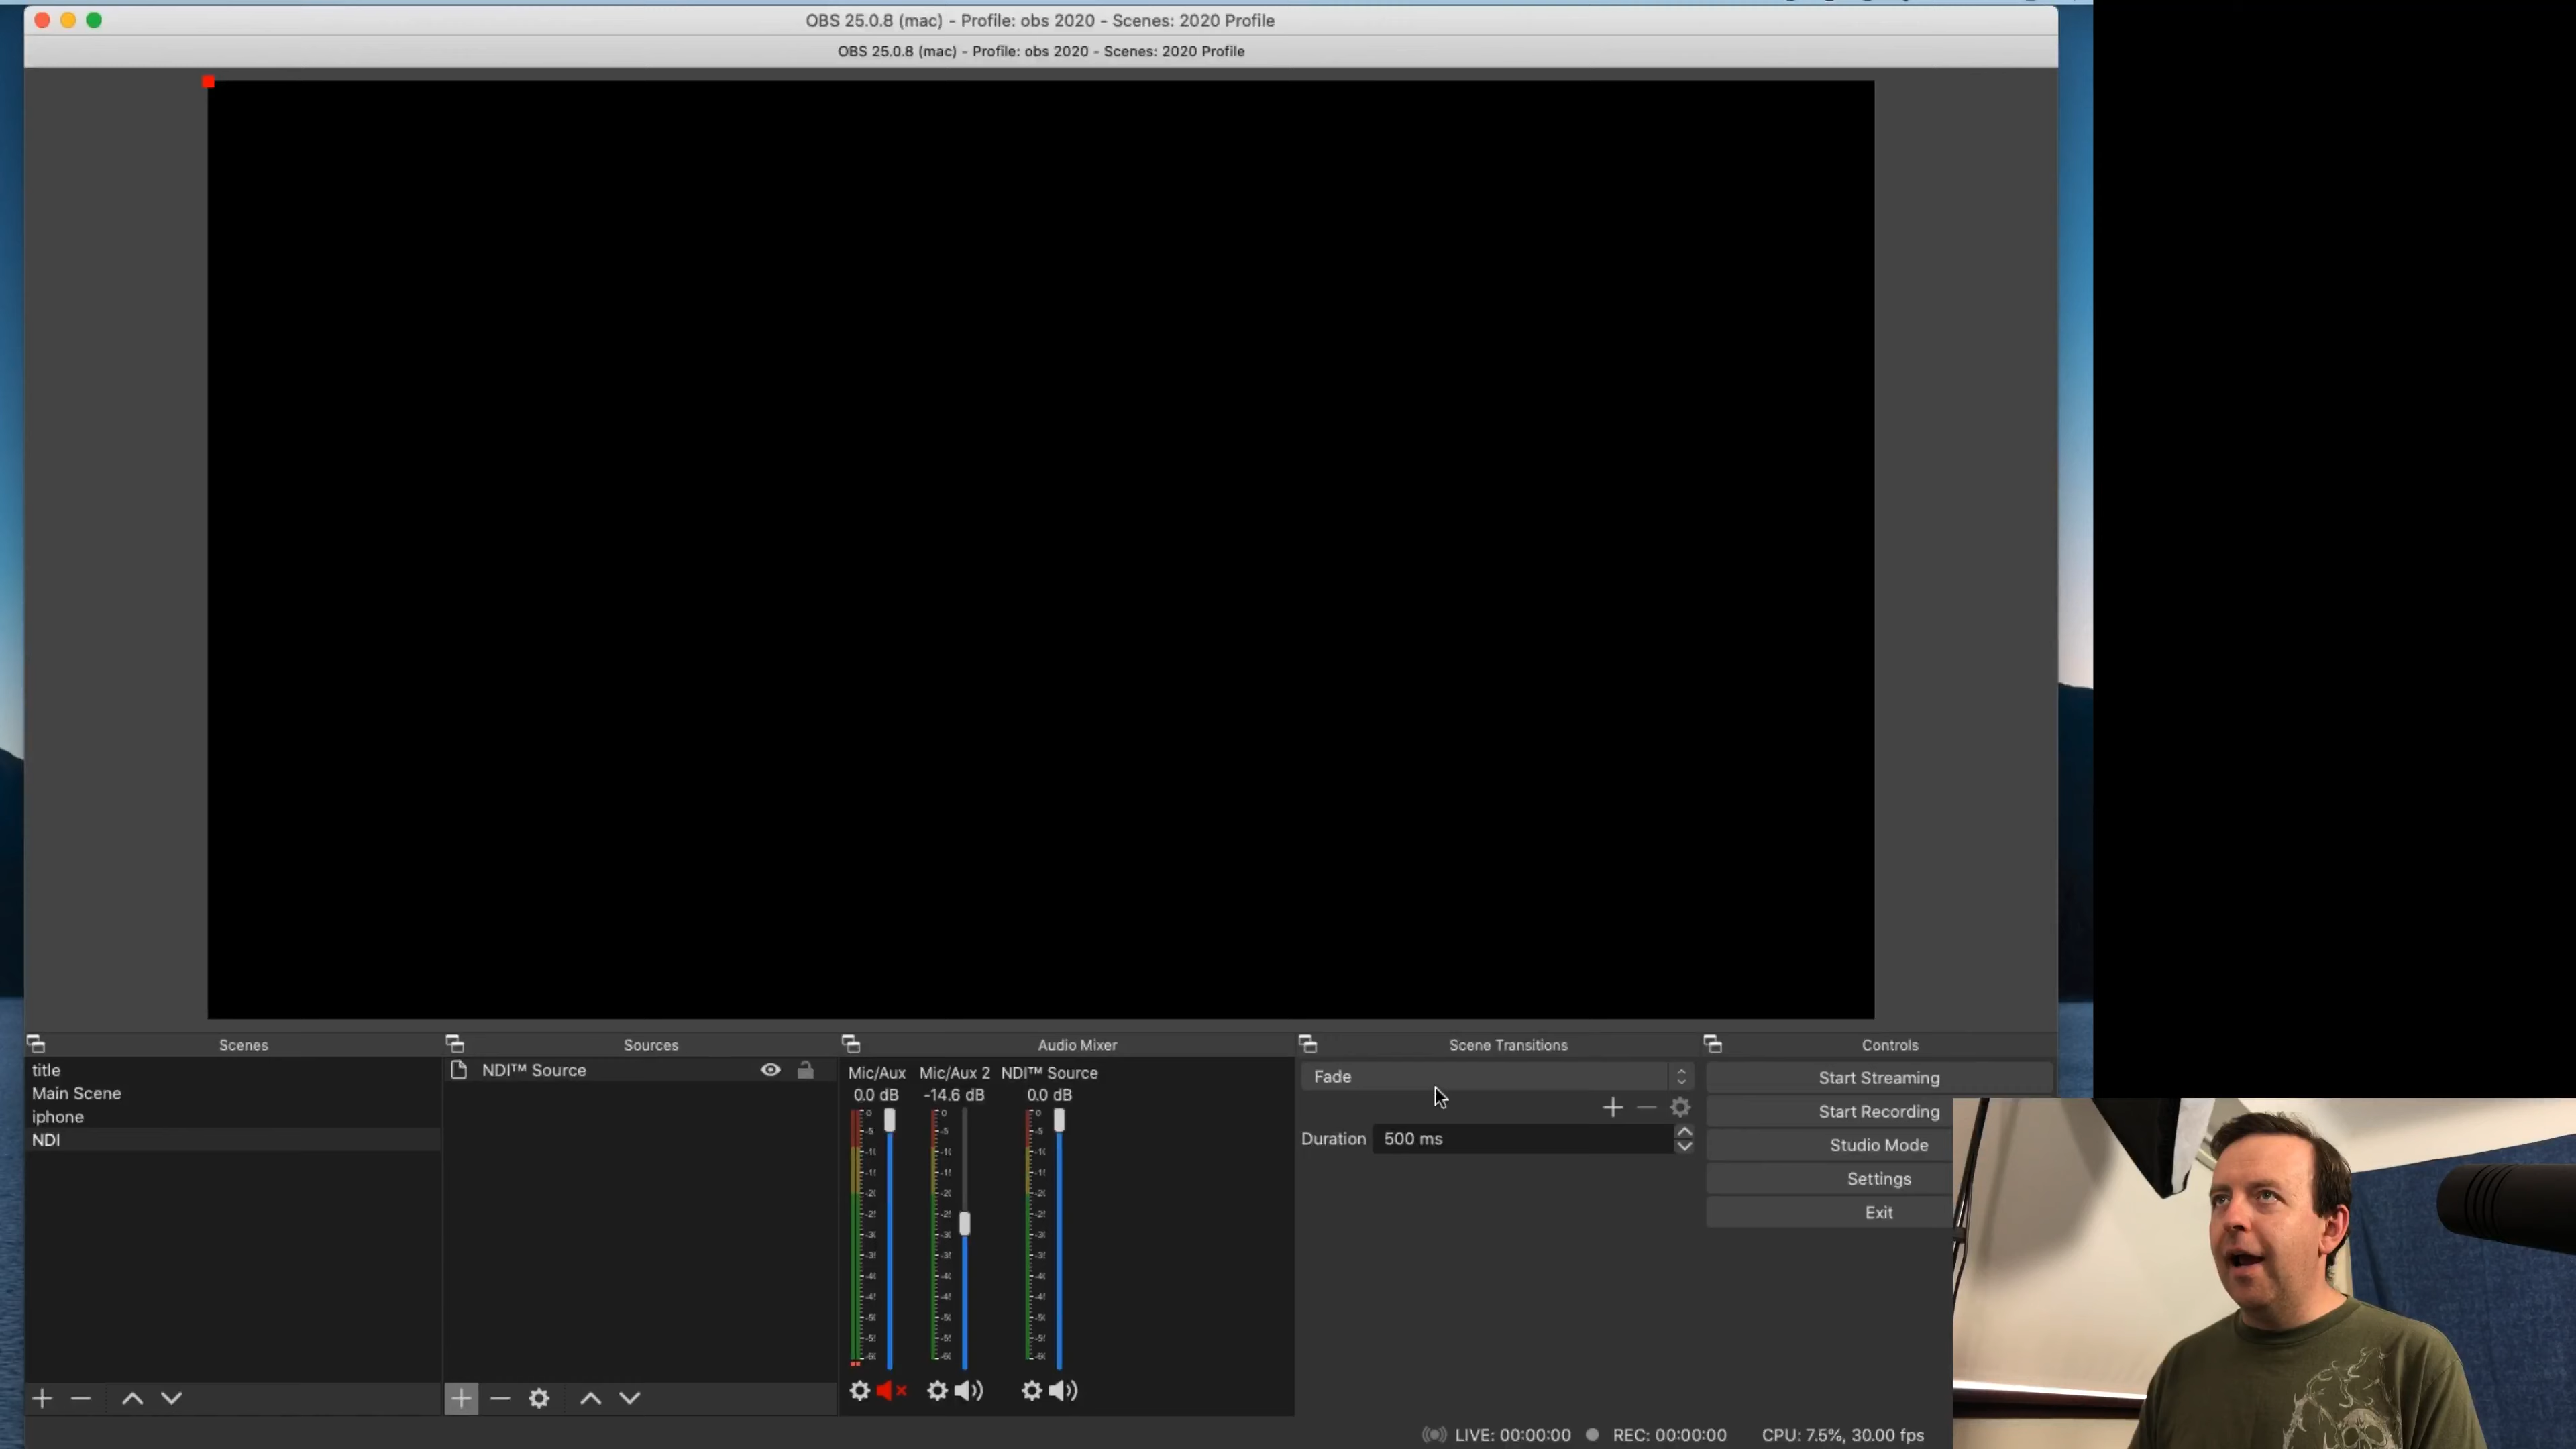 OBS 25.0.8 (mac) - Profile: obs 2020 - Scenes: 2020 Profile
OBS 25.0.8 (mac) - Profile: obs 2020 - Scenes: 2020 Profile
Scenes
title
Main Scene
iphone
NDI
Sources
NDI™ Source
Audio Mixer
Mic/Aux Mic/Aux 2 NDI™ Source
0.0 dB -14.6 dB 0.0 dB
Scene Transitions
Fade
Duration 500 ms
Controls
Start Streaming
Start Recording
Studio Mode
Settings
Exit
LIVE: 00:00:00 REC: 00:00:00 CPU: 7.5%, 30.00 fps